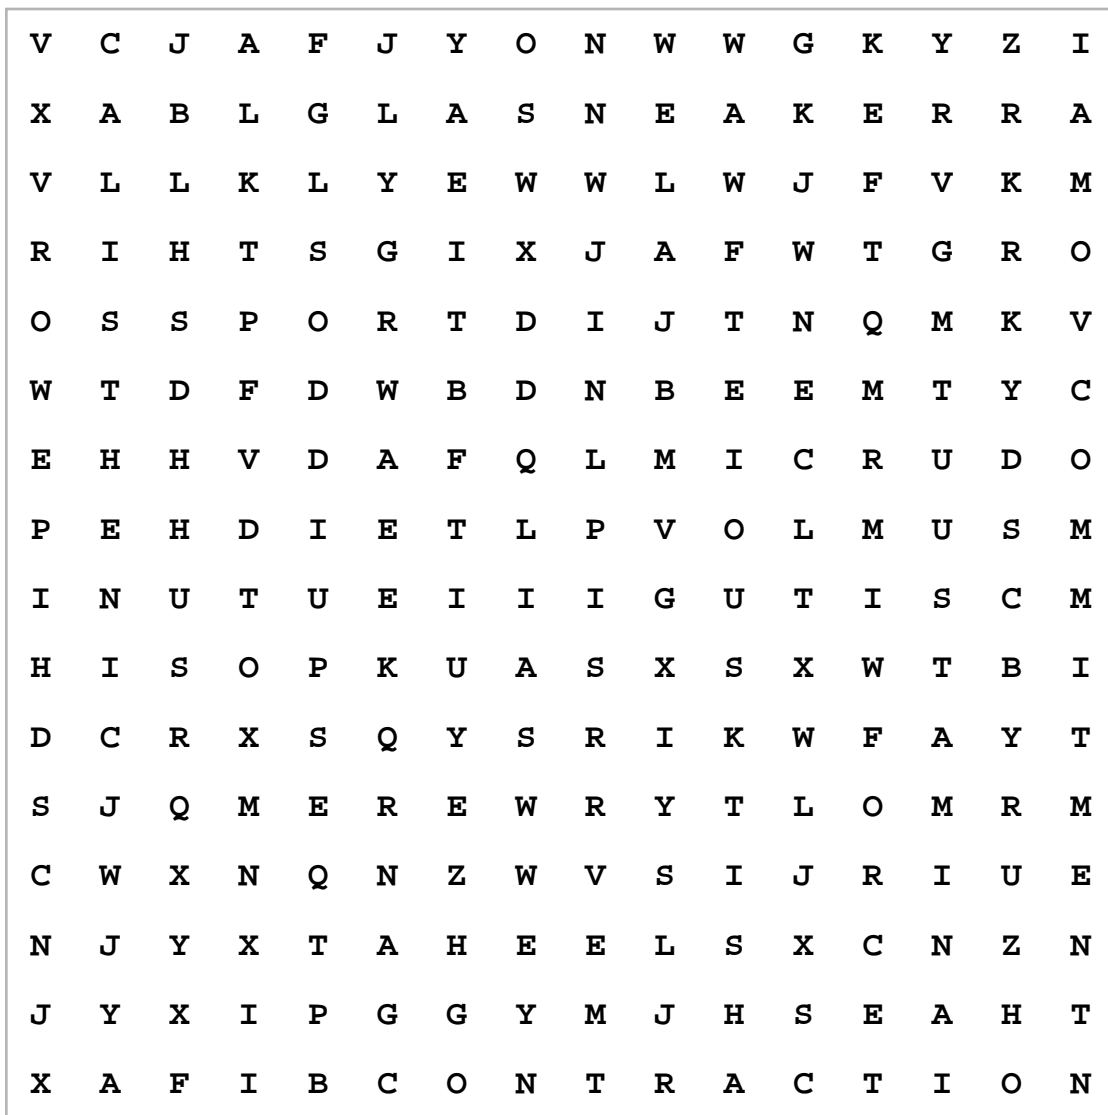 V C J A F J Y O N W W G K Y Z I
X A B L G L A S N E A K E R R A
V L L K L Y E W W L W J F V K M
R I H T S G I X J A F W T G R O
O S S P O R T D I J T N Q M K V
W T D F D W B D N B E E M T Y C
E H H V D A F Q L M I C R U D O
P E H D I E T L P V O L M U S M
I N U T U E I I I G U T I S C M
H I S O P K U A S X S X W T B I
D C R X S Q Y S R I K W F A Y T
S J Q M E R E W R Y T L O M R M
C W X N Q N Z W V S I J R I U E
N J Y X T A H E E L S X C N Z N
J Y X I P G G Y M J H S E A H T
X A F I B C O N T R A C T I O N